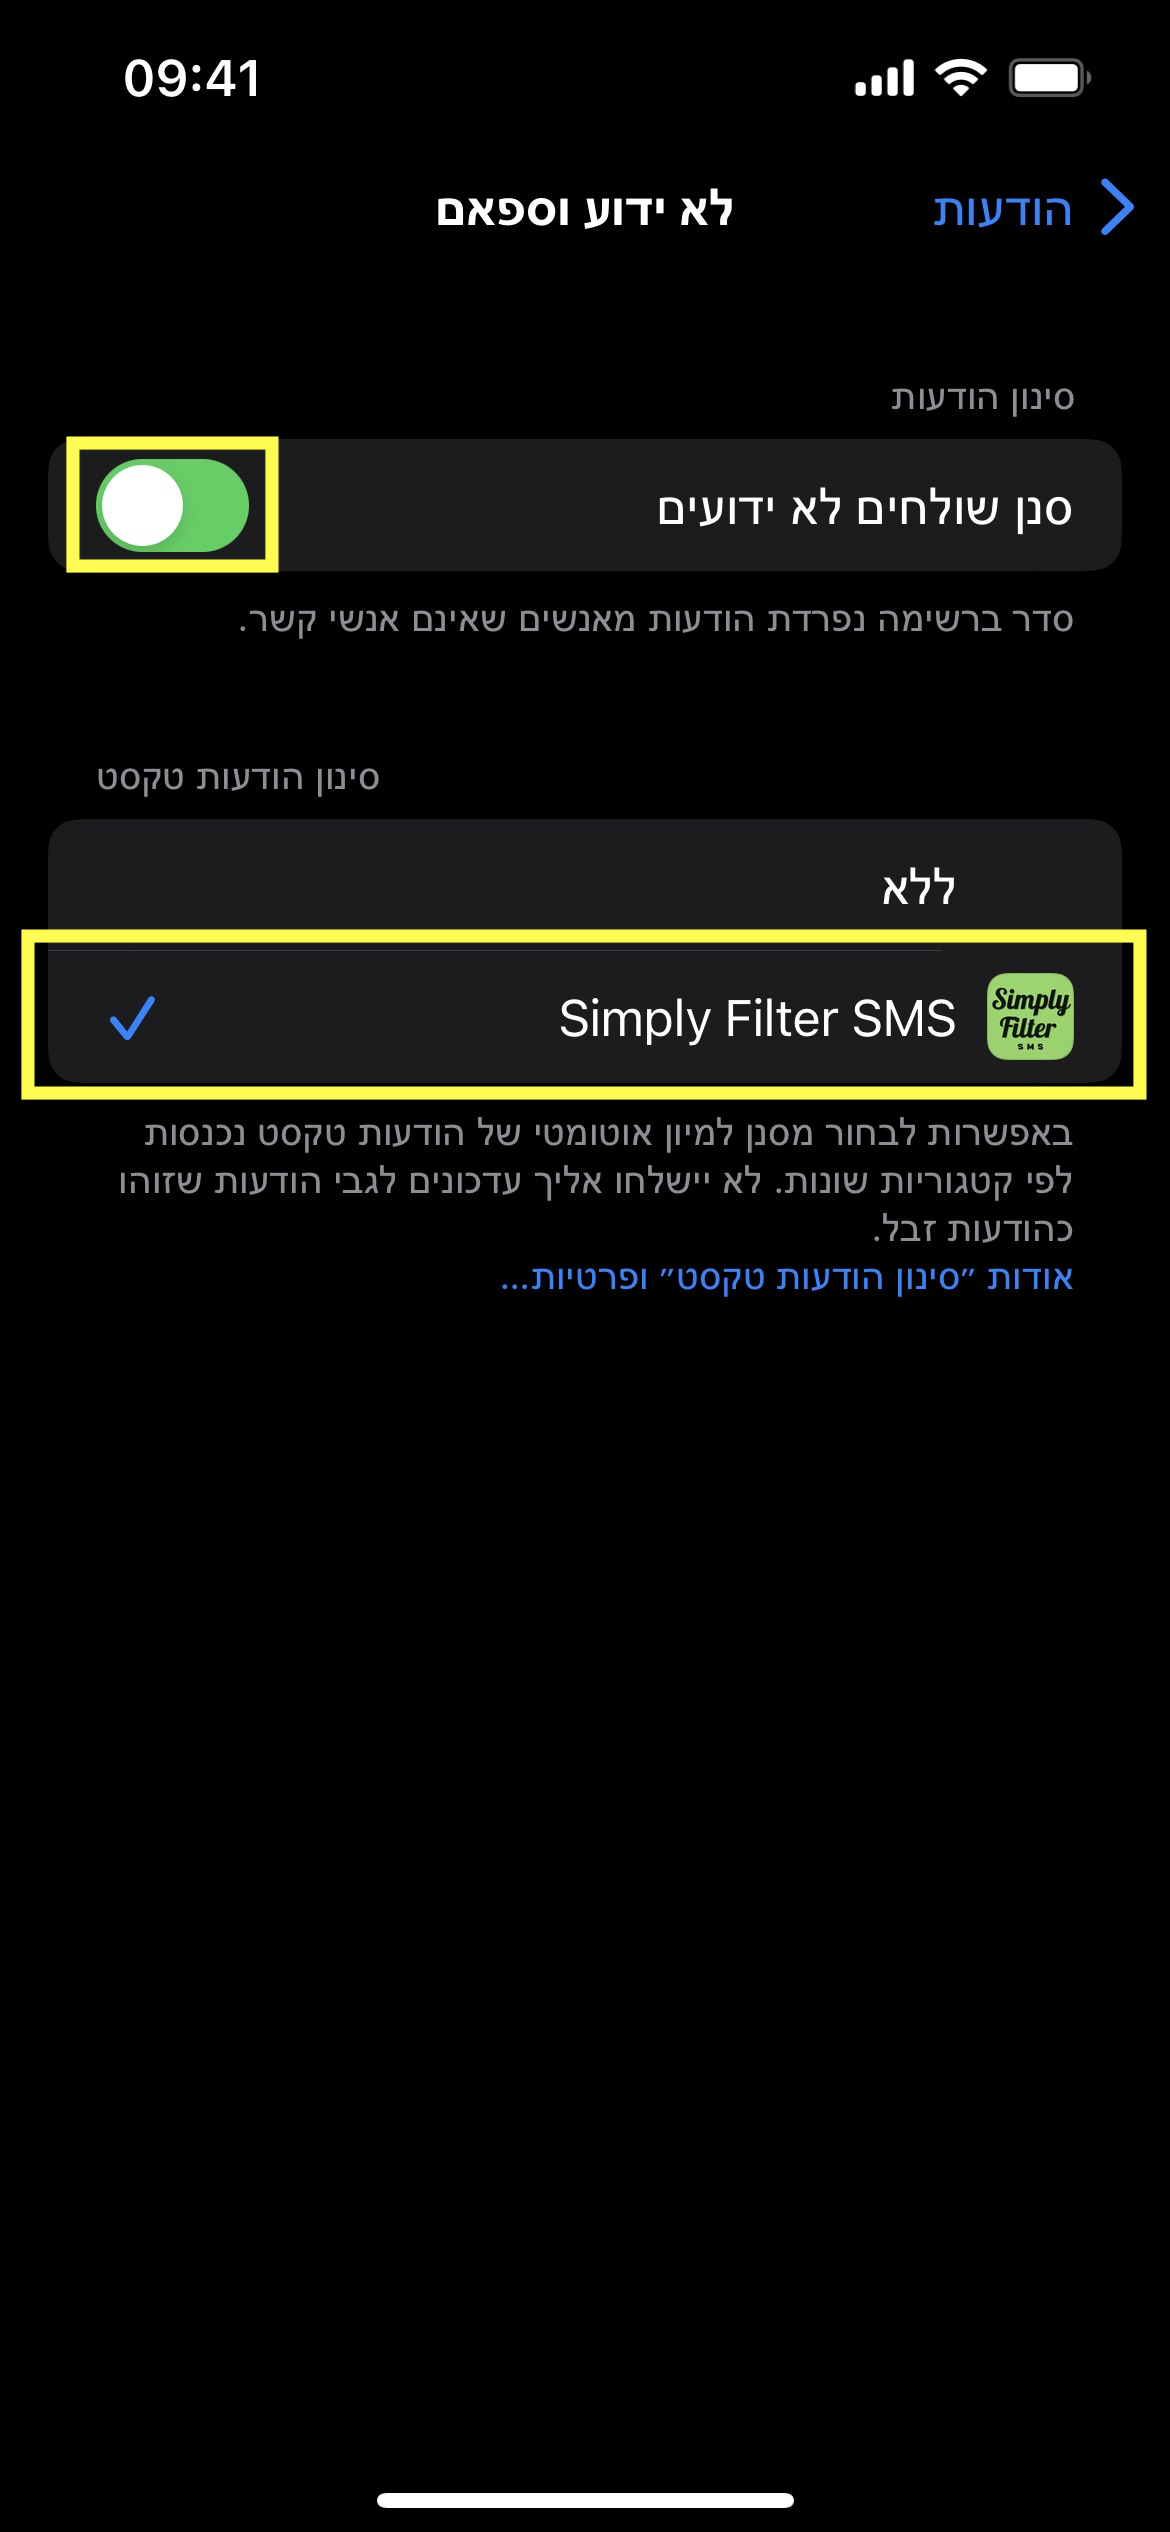 09:41
הודעות
לא ידוע וספאם
סינון הודעות
סנן שולחים לא ידועים
סדר ברשימה נפרדת הודעות מאנשים שאינם אנשי קשר.
סינון הודעות טקסט
ללא
Simply
Filter
SMS
Simply Filter SMS
באפשרות לבחור מסנן למיון אוטומטי של הודעות טקסט נכנסות
לפי קטגוריות שונות. לא יישלחו אליך עדכונים לגבי הודעות שזוהו
כהודעות זבל.
אודות ״סינון הודעות טקסט״ ופרטיות...